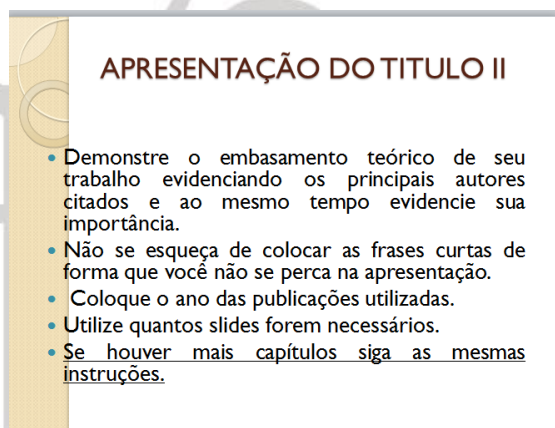 APRESENTAÇÃO DO TITULO II
• Demonstre o embasamento teórico de seu
trabalho evidenciando os principais autores
citados e ao mesmo tempo evidencie sua
importância.
• Não se esqueça de colocar as frases curtas de
forma que você não se perca na apresentação.
• Coloque o ano das publicações utilizadas.
• Utilize quantos slides forem necessários.
• Se houver mais capítulos siga as mesmas
instruções.